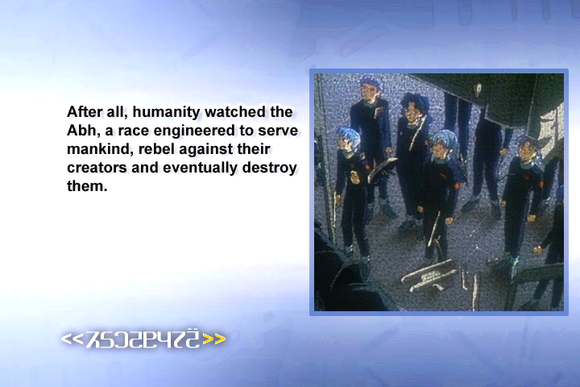 After all, humanity watched the
Abh, a race engineered to serve
mankind, rebel against their
creators and eventually destroy
them.
<< >>